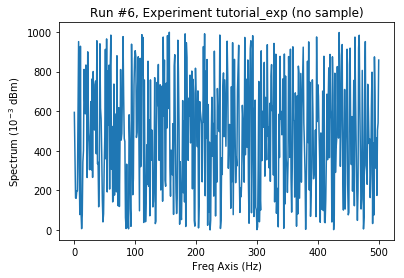 Run #6, Experiment tutorial_exp (no sample)
1000
800
600
400
200
0
Spectrum (10⁻³ dBm)
0 100 200 300 400 500
Freq Axis (Hz)